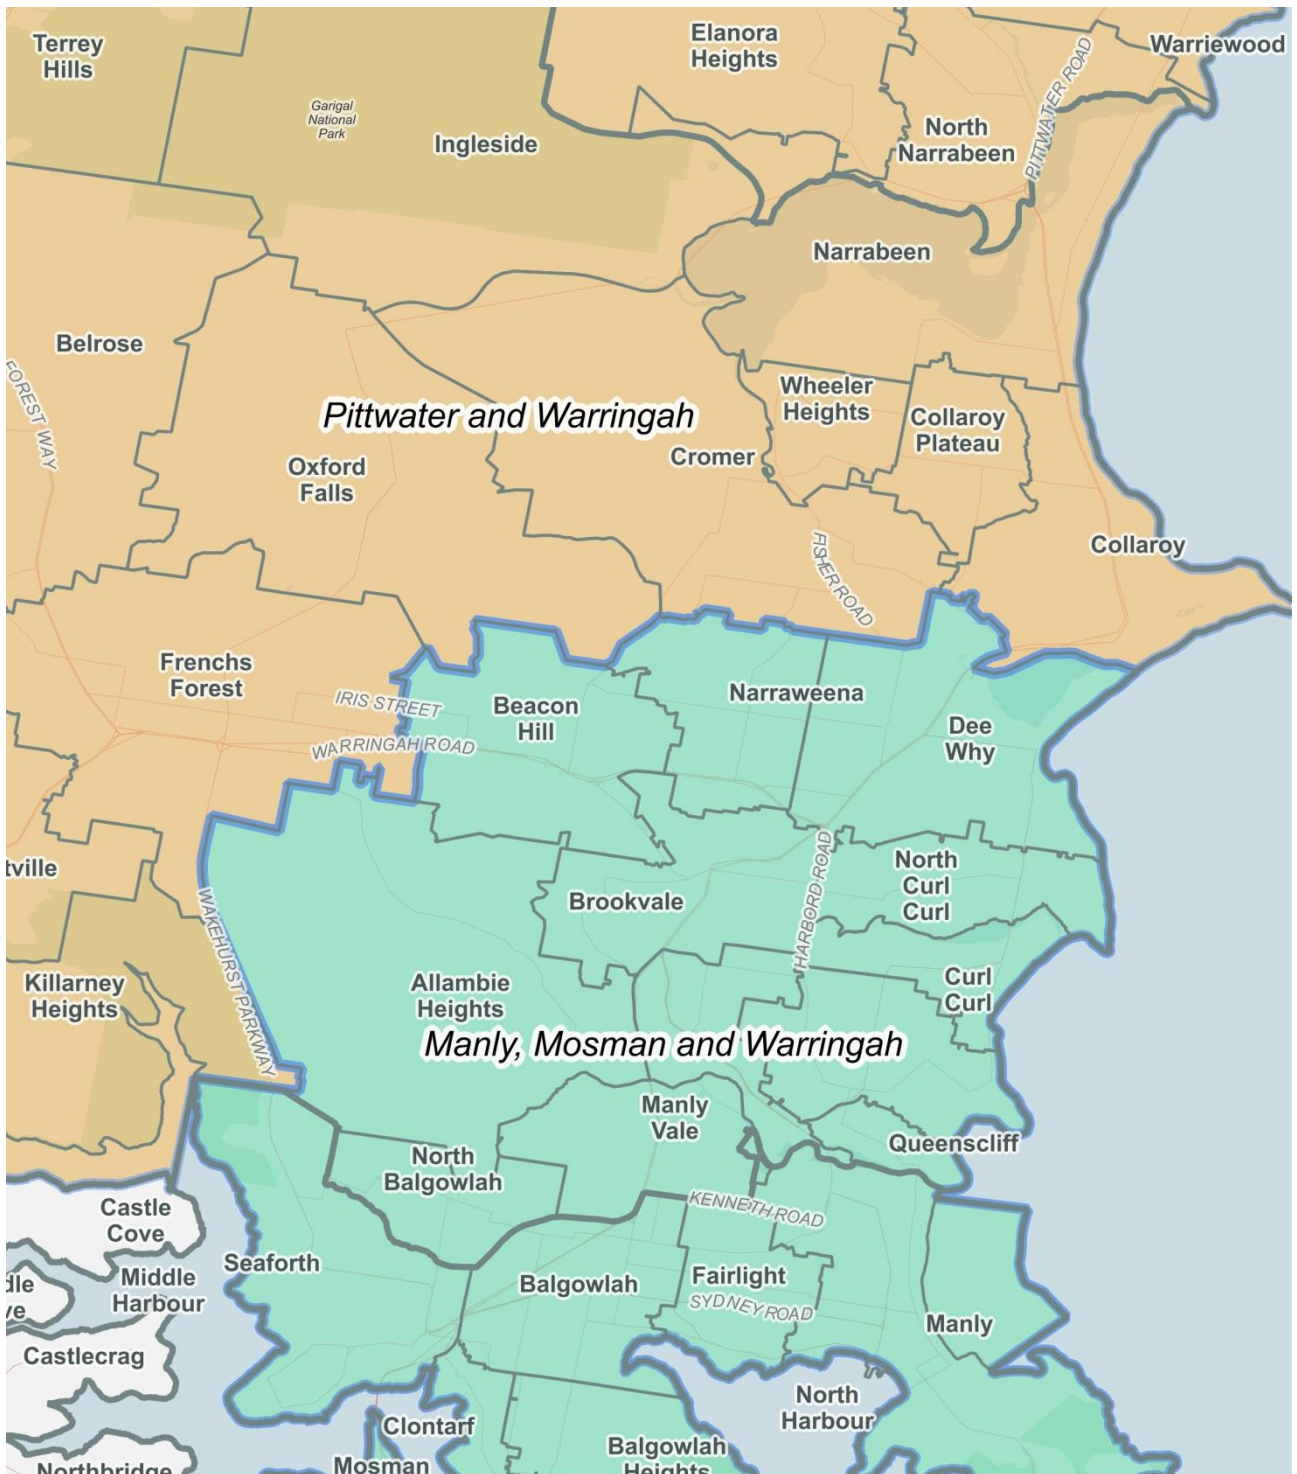 Terrey
Hills
Elanora
Heights
Warriewood
PITTWATER ROAD
Garigal
National
Park
Ingleside
North
Narrabeen
Narrabeen
Belrose
FOREST WAY
Wheeler
Heights
Collaroy
Plateau
Pittwater and Warringah
Cromer
Oxford
Falls
FISHER ROAD
Collaroy
Frenchs
Forest
IRIS STREET
WARRINGAH ROAD
Beacon
Hill
Narraweena
Dee
Why
tville
WAKEHURST PARKWAY
Brookvale
HARBORD ROAD
North
Curl
Curl
Killarney
Heights
Allambie
Heights
Curl
Curl
Manly, Mosman and Warringah
Manly
Vale
Queenscliff
North
Balgowlah
KENNETH ROAD
Castle
Cove
Seaforth
Middle
Harbour
dle
ve
Balgowlah
Fairlight
SYDNEY ROAD
Manly
Castlecrag
North
Harbour
Clontarf
Balgowlah
Heights
Mosman
Northbridge